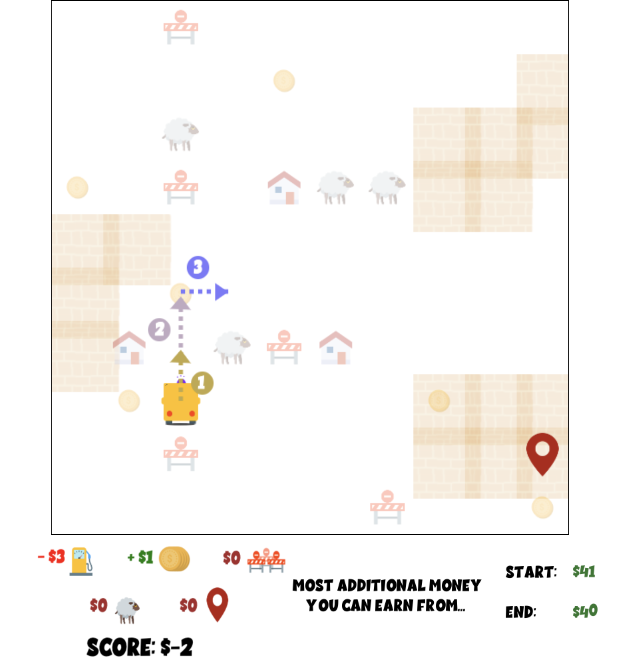 3
2
1
- $3 + $1 $0
$0 $0
SCORE: $-2
MOST ADDITIONAL MONEY
YOU CAN EARN FROM...
START: $41
END: $40